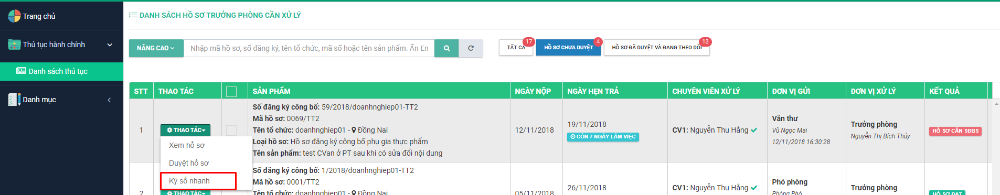 Trang chủ
Thủ tục hành chính
Danh sách thủ tục
Danh mục
DANH SÁCH HỒ SƠ TRƯỞNG PHÒNG CẦN XỬ LÝ
NÂNG CAO
Nhập mã hồ sơ, số đăng ký, tên tổ chức, mã số hoặc tên sản phẩm. Ấn En
TẤT CẢ 17
HỒ SƠ CHƯA DUYỆT 4
HỒ SƠ ĐÃ DUYỆT VÀ ĐANG THEO DÕI 13
STT THAO TÁC SẢN PHẨM NGÀY NỘP NGÀY HẸN TRẢ CHUYÊN VIÊN XỬ LÝ ĐƠN VỊ GỬI ĐƠN VỊ XỬ LÝ KẾT QUẢ
1
THAO TÁC
Xem hồ sơ
Duyệt hồ sơ
Ký số nhanh
Số đăng ký công bố: 59/2018/doanhnghiep01-TT2
Mã hồ sơ: 0069/TT2
Tên tổ chức: doanhnghiep01 - Đồng Nai
Loại hồ sơ: Hồ sơ đăng ký công bố phụ gia thực phẩm
Tên sản phẩm: test CVan ở PT sau khi có sửa đổi nội dung
12/11/2018
19/11/2018
CÒN 7 NGÀY LÀM VIỆC
CV1: Nguyễn Thu Hằng
Văn thư
Vũ Ngọc Mai
12/11/2018 16:30:28
Trưởng phòng
Nguyễn Thị Bích Thủy
HỒ SƠ CẦN SĐBS
2
THAO TÁC
Số đăng ký công bố: 1/2018/doanhnghiep01-TT2
Mã hồ sơ: 0001/TT2
Tên tổ chức: doanhnghiep01 - Đồng Nai
05/11/2018
26/11/2018
CV1: Nguyễn Thu Hằng
Phó phòng
Phòng Phó
Trưởng phòng
HỒ SƠ ĐẠT